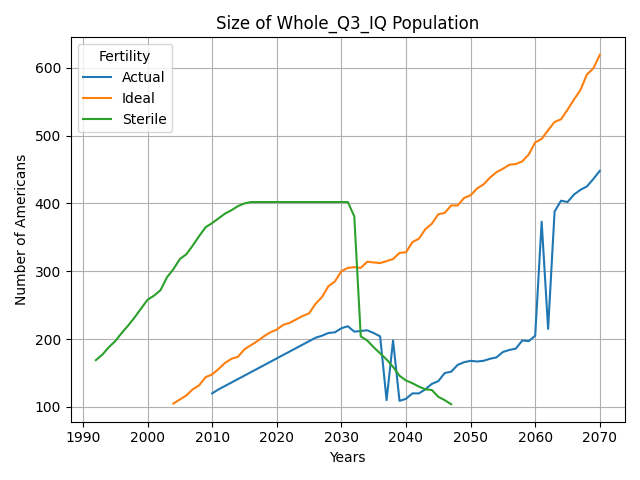 Size of Whole_Q3_IQ Population
Fertility
Actual
Ideal
Sterile
Number of Americans
600
500
400
300
200
100
1990 2000 2010 2020 2030 2040 2050 2060 2070
Years